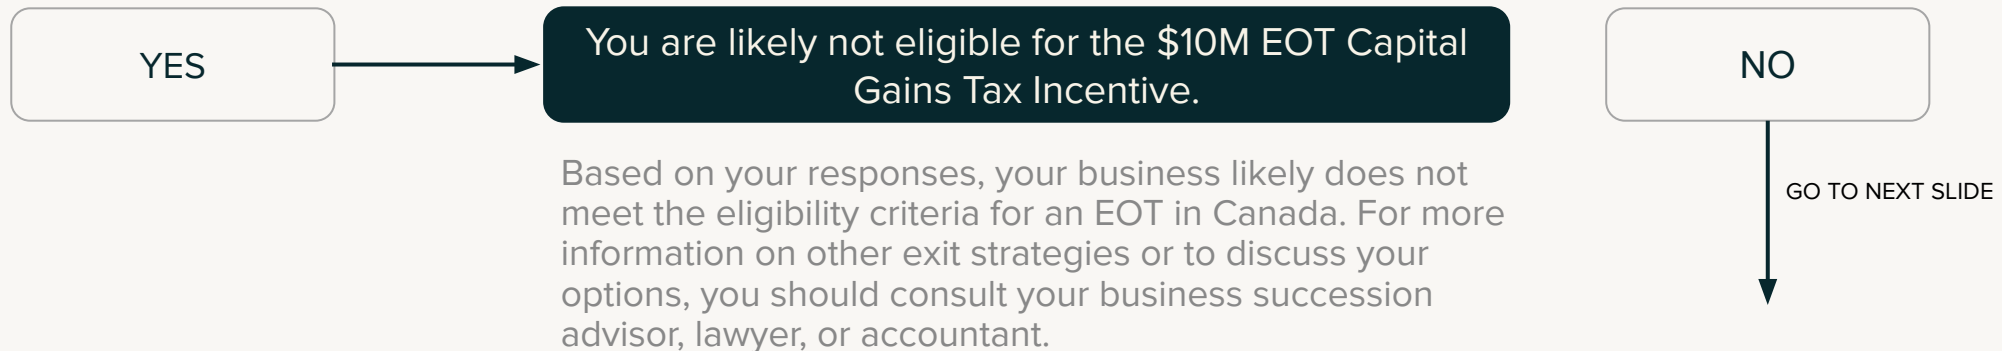 YES
You are likely not eligible for the $10M EOT Capital
Gains Tax Incentive.
NO
Based on your responses, your business likely does not
meet the eligibility criteria for an EOT in Canada. For more
information on other exit strategies or to discuss your
options, you should consult your business succession
advisor, lawyer, or accountant.
GO TO NEXT SLIDE